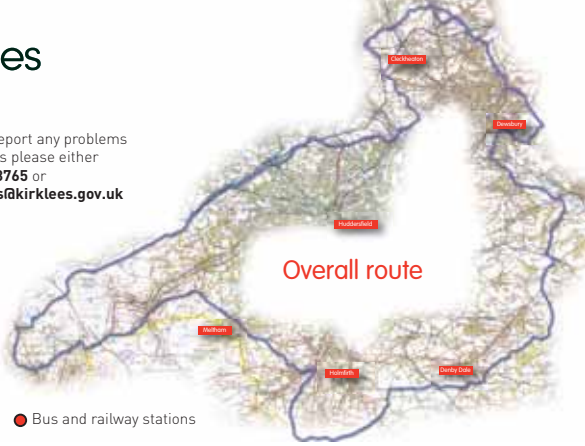 es
eport any problems
s please either
3765 or
s@kirklees.gov.uk
Cleckheaton
Dewsbury
Huddersfield
Overall route
Meltham
Holmfirth
Denby Dale
Bus and railway stations